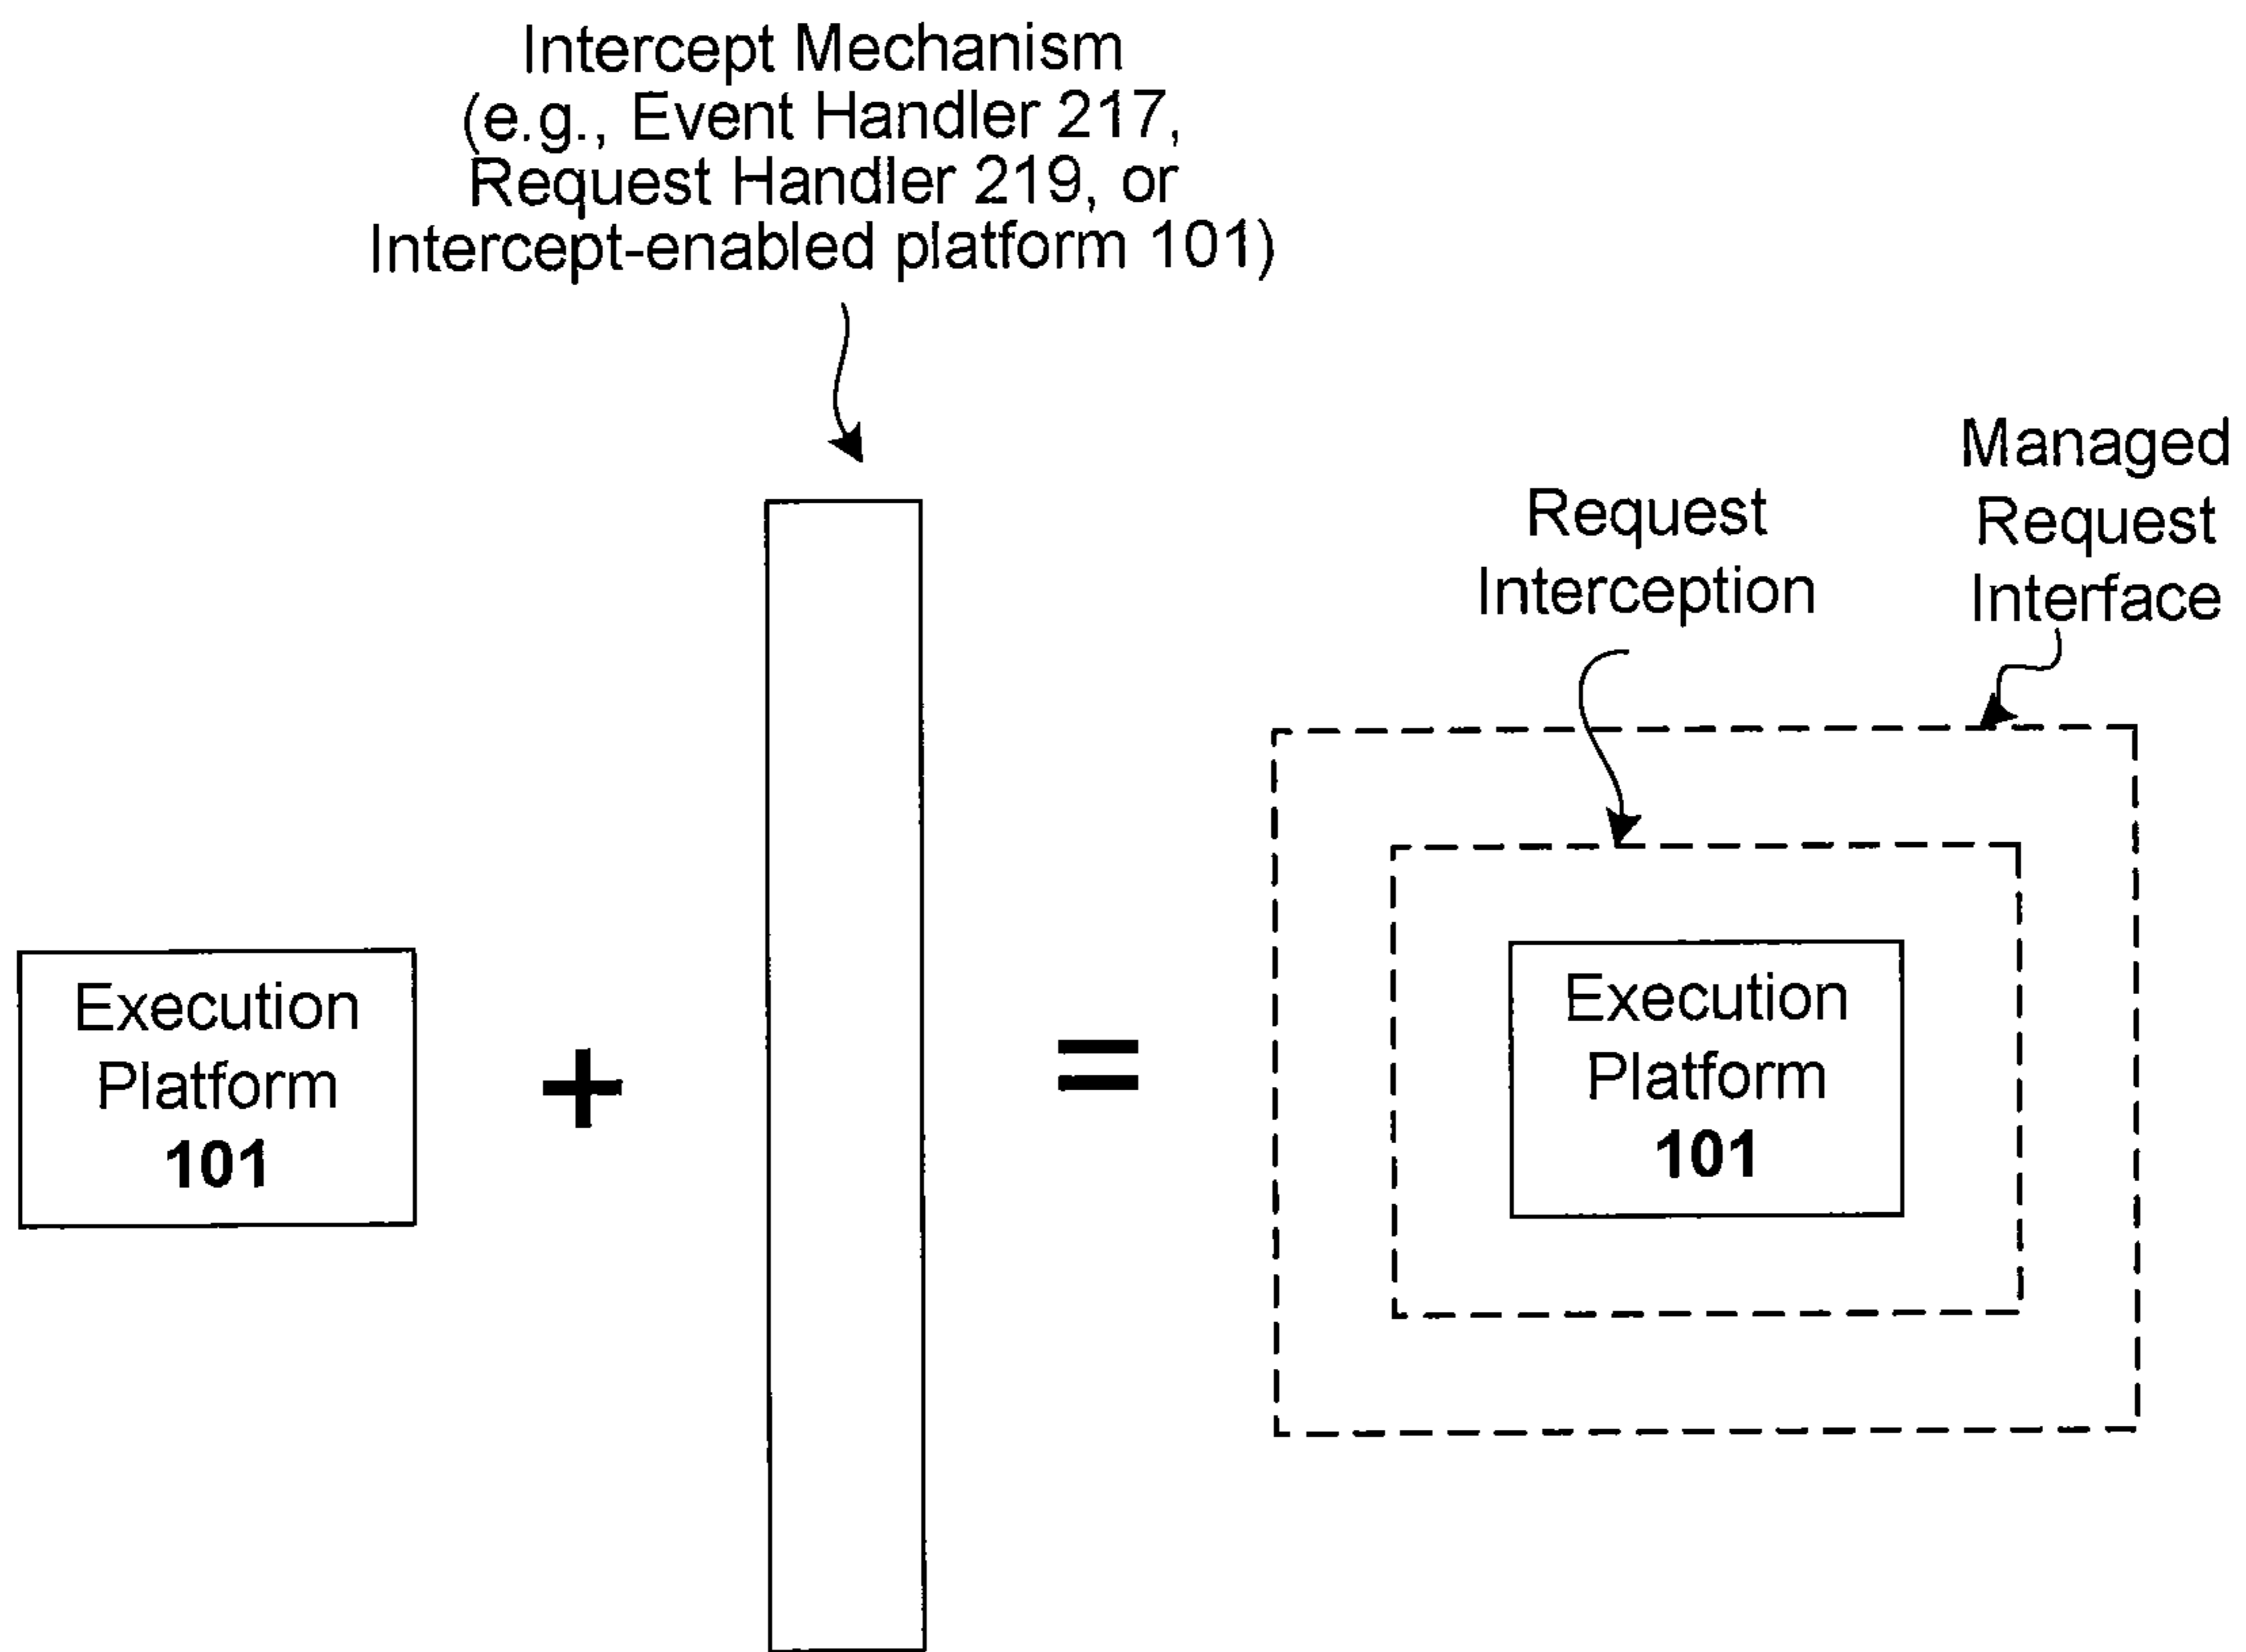 Intercept Mechanism
(e.g., Event Handler 217,
Request Handler 219, or
Intercept-enabled platform 101)
Managed
Request
Interface
Request
Interception
Execution
Platform
101
+
=
Execution
Platform
101